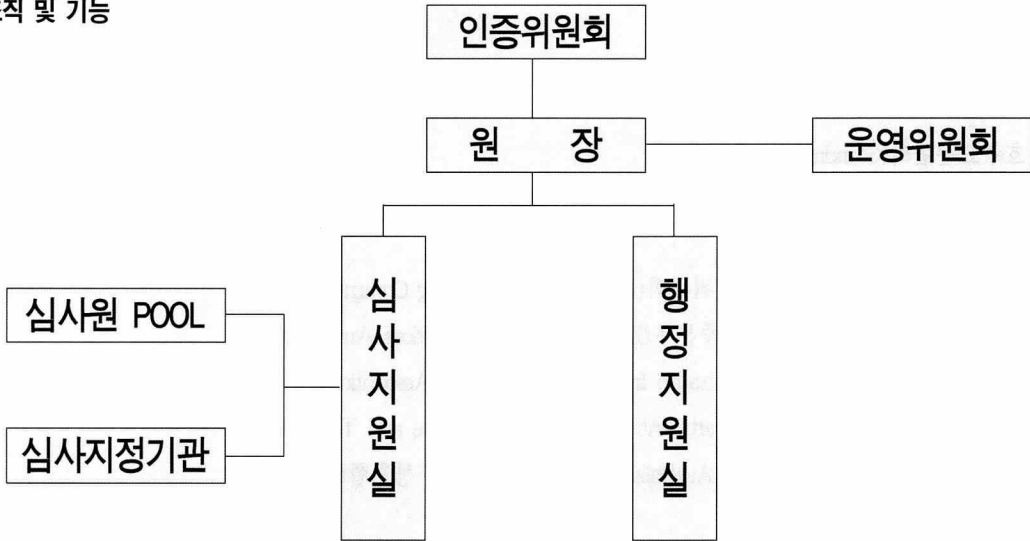 및 기능
인증위원회
원 장
운영위원회
심사원 POOL
심사지정기관
심사지원실
행정지원실